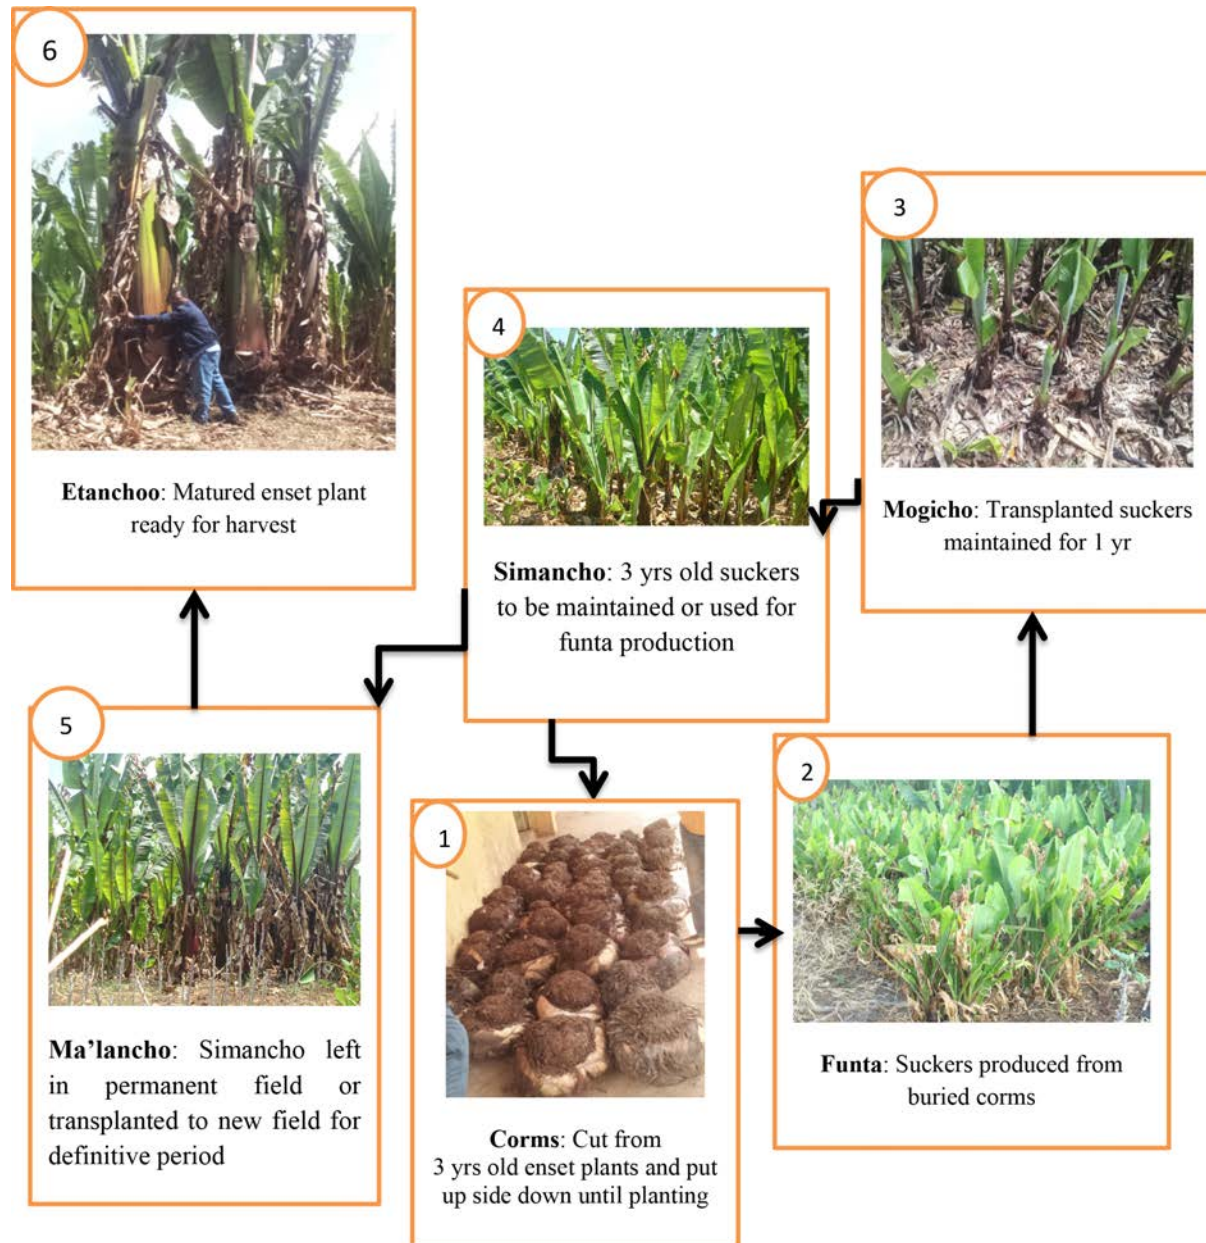 6
Etanchoo: Matured enset plant
ready for harvest
3
Mogicho: Transplanted suckers
maintained for 1 yr
4
Simancho: 3 yrs old suckers
to be maintained or used for
funta production
5
Ma’lancho: Simancho left
in permanent field or
transplanted to new field for
definitive period
1
Corms: Cut from
3 yrs old enset plants and put
up side down until planting
2
Funta: Suckers produced from
buried corms